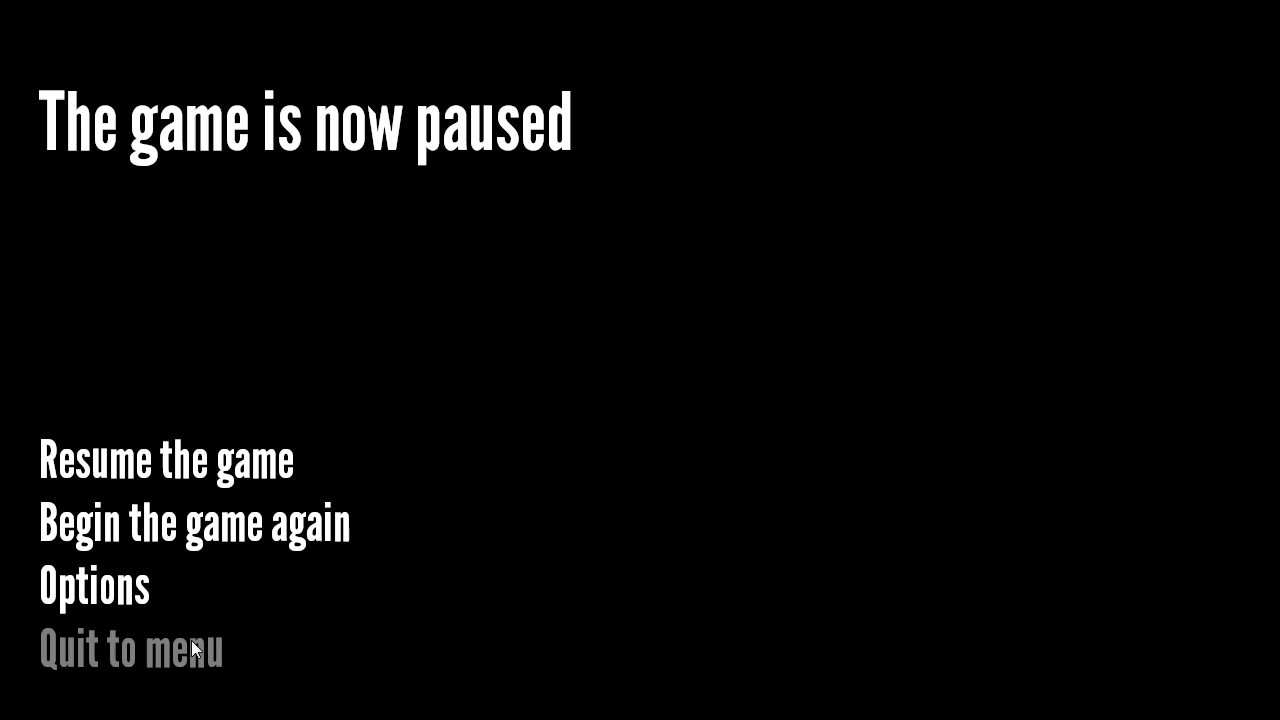 The game is now paused
Resume the game
Begin the game again
Options
Quit to menu